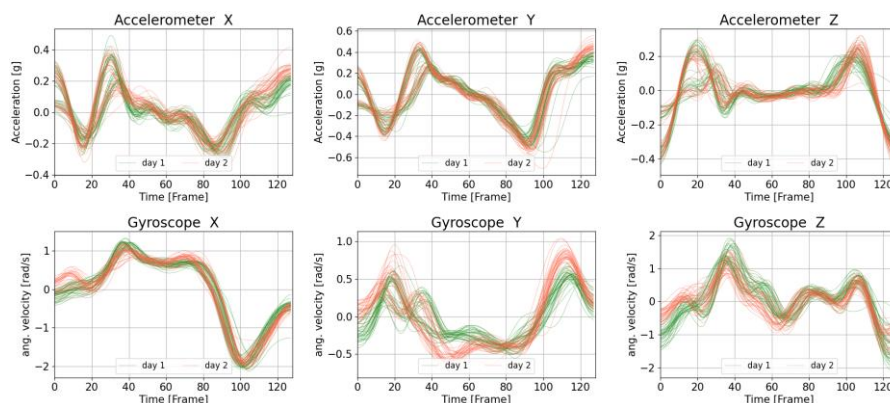 Accelerometer X
Accelerometer Y
Accelerometer Z
Acceleration [g]
0.4
0.2
0.0
−0.2
−0.4
0 20 40 60 80 100 120
Time [Frame]
day 1 day 2
Acceleration [g]
0.6
0.4
0.2
0.0
−0.2
−0.4
−0.6
0 20 40 60 80 100 120
Time [Frame]
day 1 day 2
Acceleration [g]
0.2
0.0
−0.2
−0.4
0 20 40 60 80 100
Time [Frame]
day 1 day 2
Gyroscope X
Gyroscope Y
Gyroscope Z
ang. velocity [rad/s]
1
0
−1
−2
0 20 40 60 80 100 120
Time [Frame]
day 1 day 2
ang. velocity [rad/s]
1.0
0.5
0.0
−0.5
0 20 40 60 80 100 120
Time [Frame]
day 1 day 2
ang. velocity [rad/s]
2
1
0
−1
−2
0 20 40 60 80 100
Time [Frame]
day 1 day 2